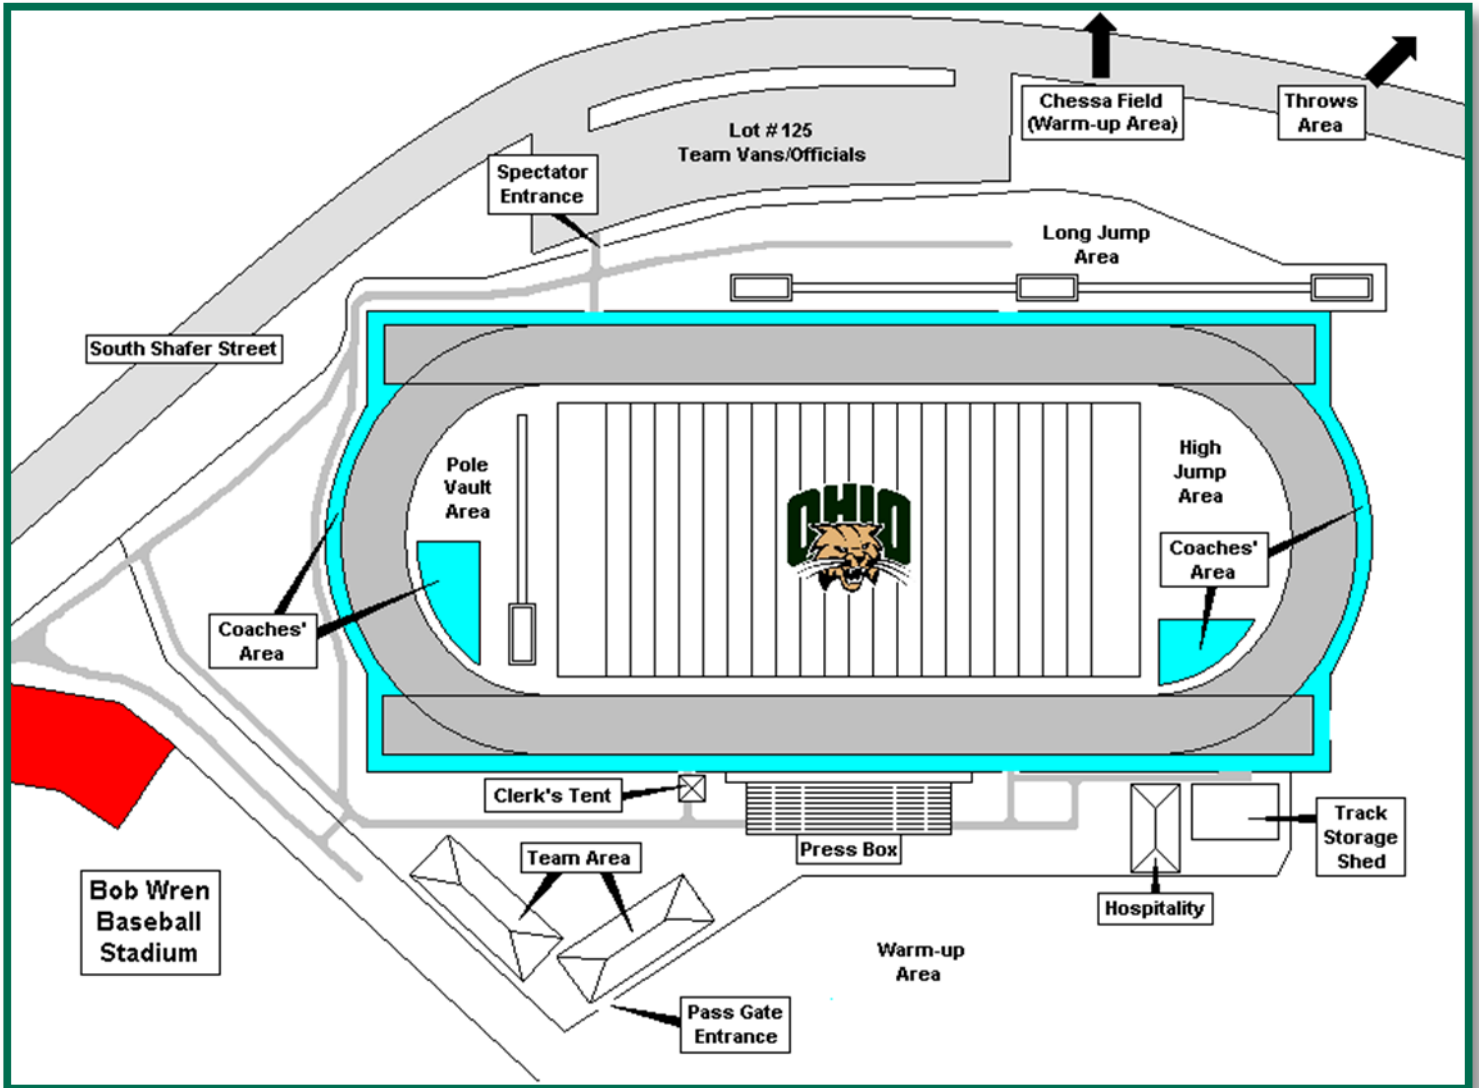 Chessa Field
(Warm-up Area)
Throws
Area
Lot # 125
Team Vans/Officials
Spectator
Entrance
Long Jump
Area
South Shafer Street
Pole
Vault
Area
High
Jump
Area
OHIO
Coaches'
Area
Coaches'
Area
Clerk's Tent
Press Box
Track
Storage
Shed
Team Area
Hospitality
Bob Wren
Baseball
Stadium
Warm-up
Area
Pass Gate
Entrance